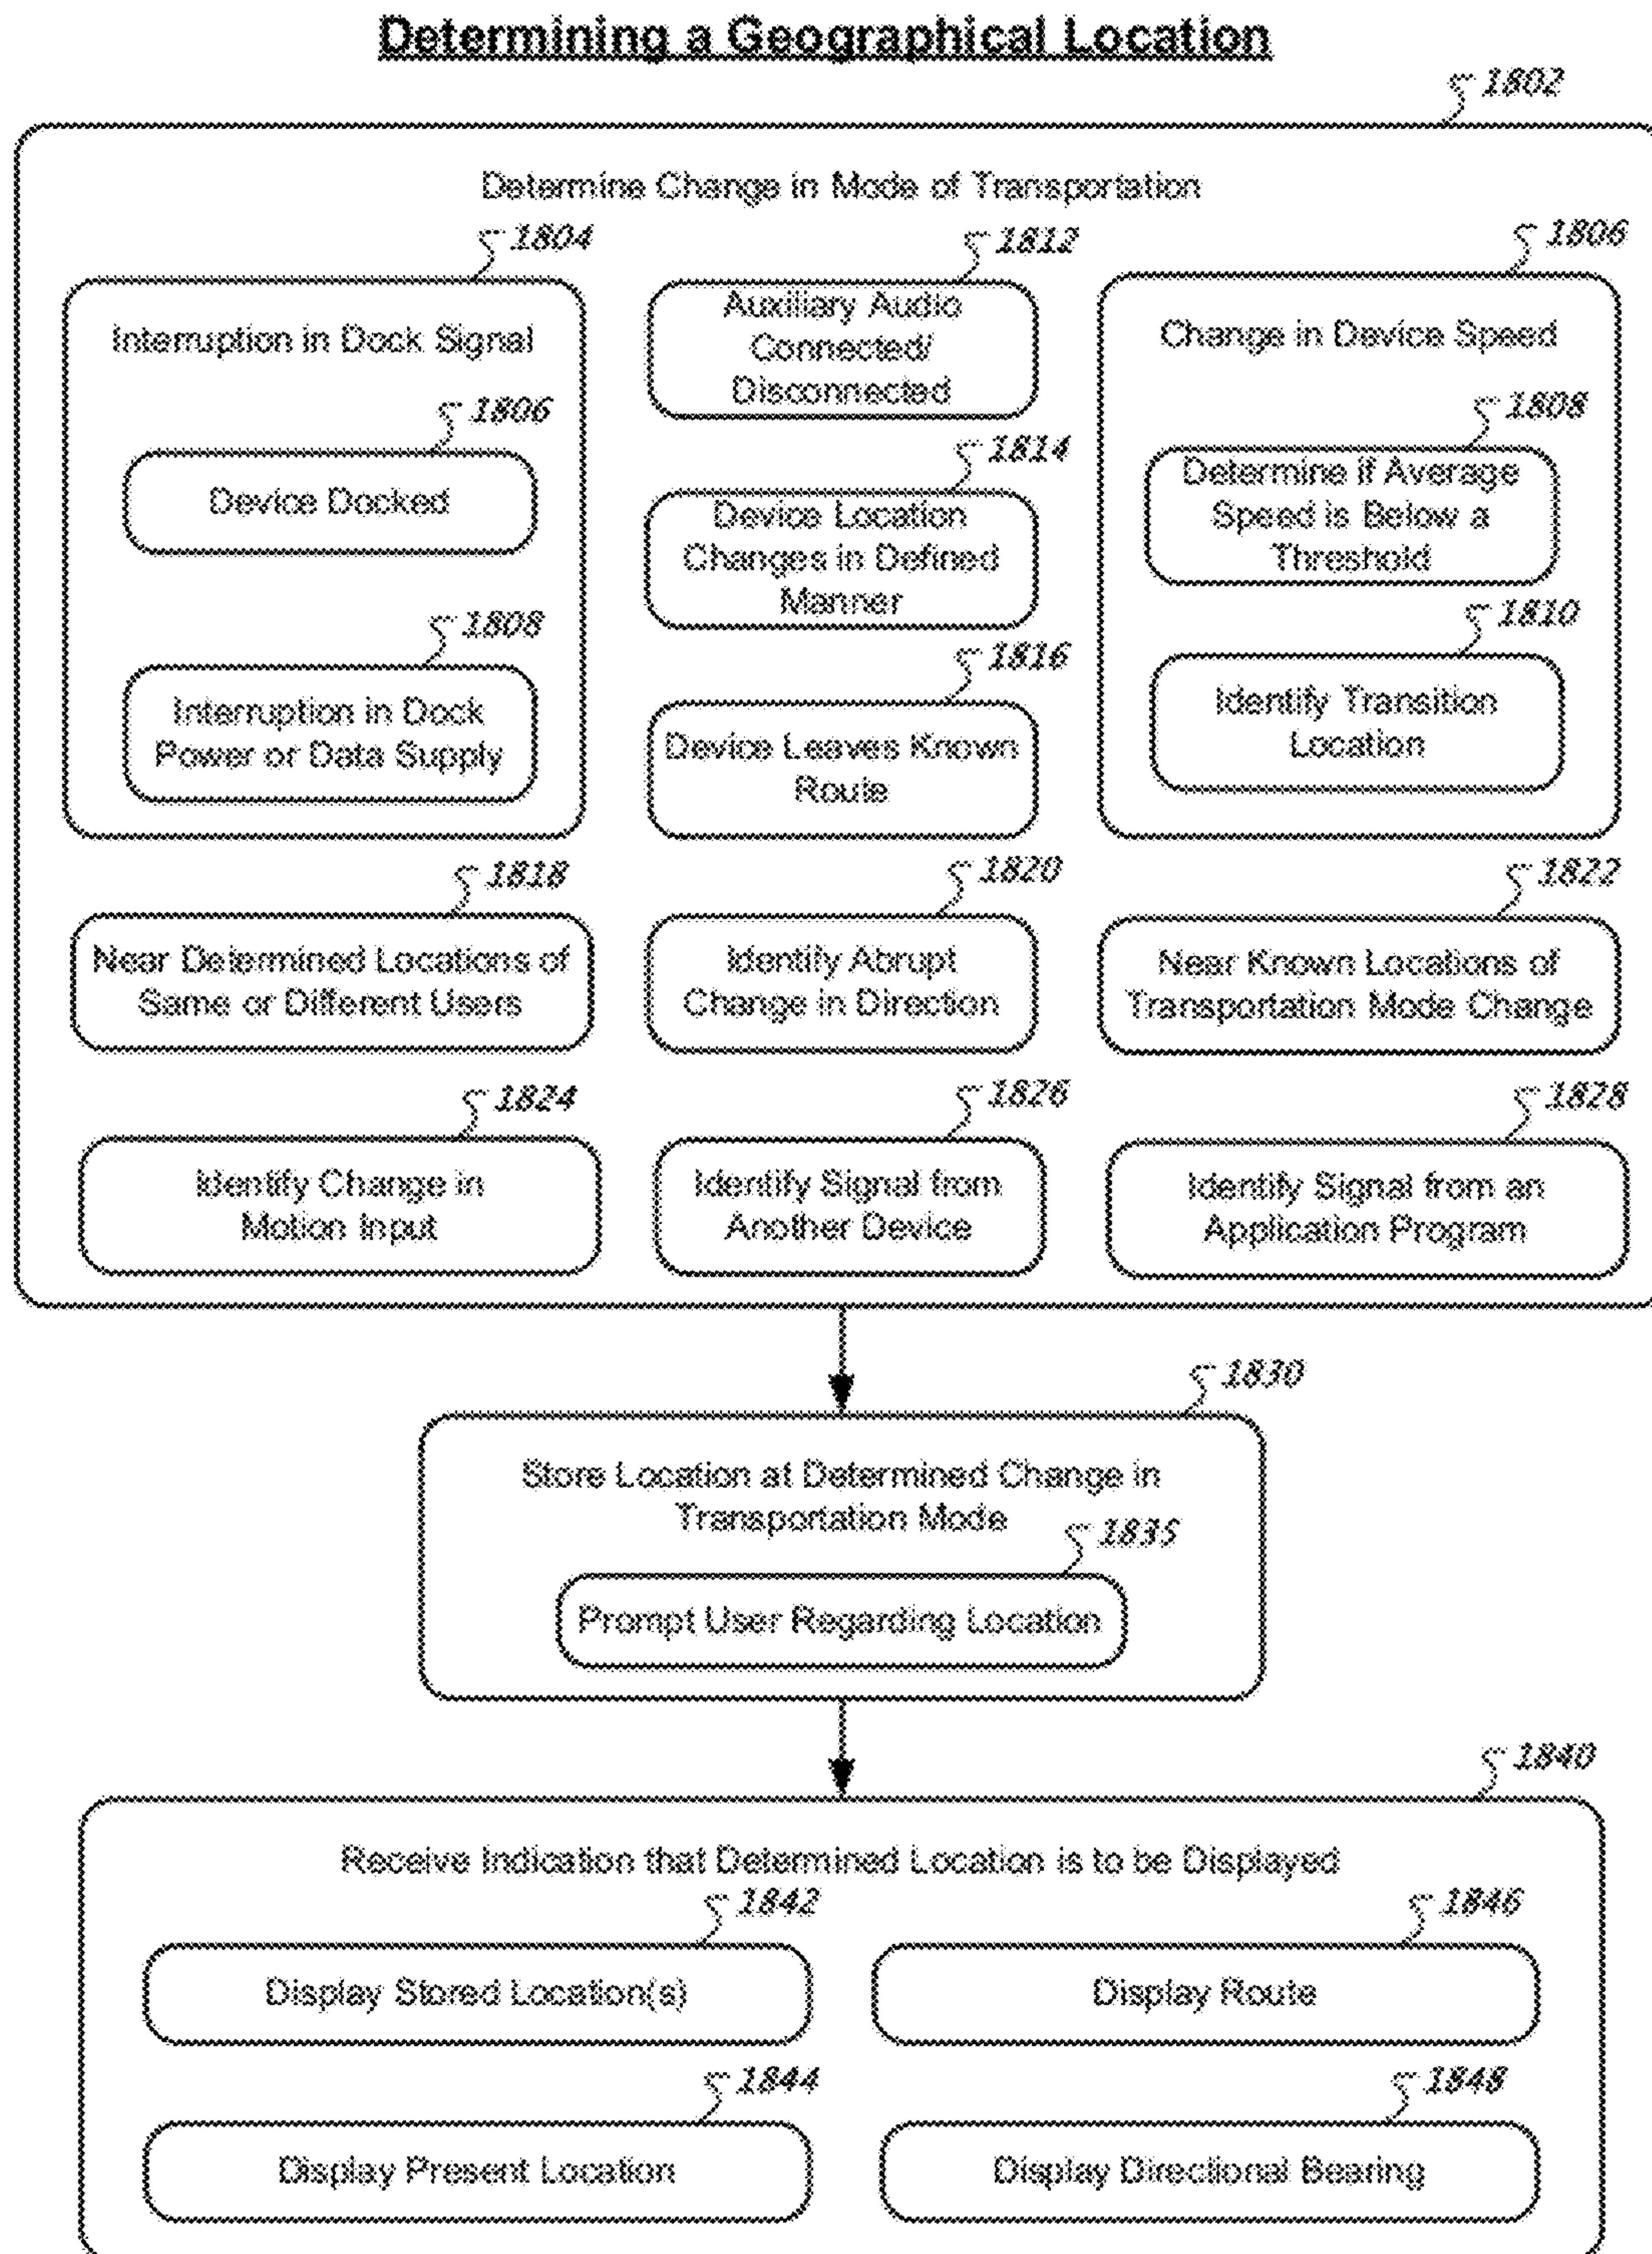 Determining a Geographical Location
1802
Determine Change in Mode of Transportation
1804
Interruption in Dock Signal
1806
Device Docked
1808
Interruption in Dock
Power or Data Supply
1812
Auxiliary Audio
Connected/
Disconnected
1814
Device Location
Changes in Defined
Manner
1816
Device Leaves Known
Route
1806
Change in Device Speed
1808
Determine if Average
Speed is Below a
Threshold
1810
Identify Transition
Location
1818
Near Determined Locations of
Same or Different Users
1820
Identify Abrupt
Change in Direction
1822
Near Known Locations of
Transportation Mode Change
1824
Identify Change in
Motion Input
1826
Identify Signal from
Another Device
1828
Identify Signal from an
Application Program
1830
Store Location at Determined Change in
Transportation Mode
1835
Prompt User Regarding Location
1840
Receive Indication that Determined Location is to be Displayed
1842
Display Stored Location(s)
1846
Display Route
1844
Display Present Location
1848
Display Directional Bearing